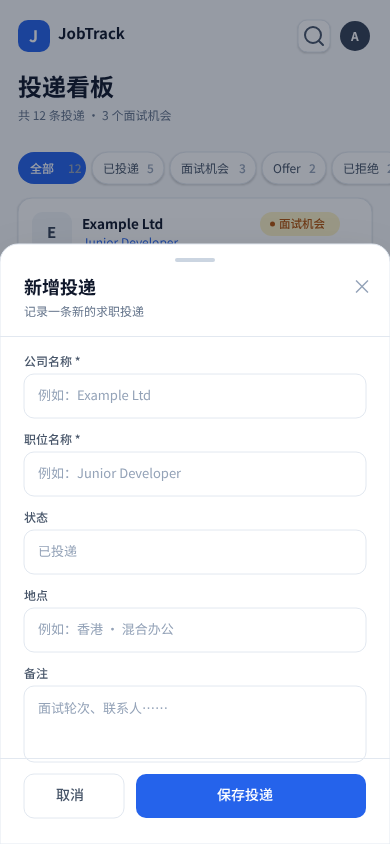 J JobTrack A
投递看板
共 12 条投递 · 3 个面试机会
全部 12 已投递 5 面试机会 3 Offer 2 已拒绝
E Example Ltd 面试机会
Junior Developer
新增投递
记录一条新的求职投递
公司名称 *
例如：Example Ltd
职位名称 *
例如：Junior Developer
状态
已投递
地点
例如：香港 · 混合办公
备注
面试轮次、联系人……
取消 保存投递